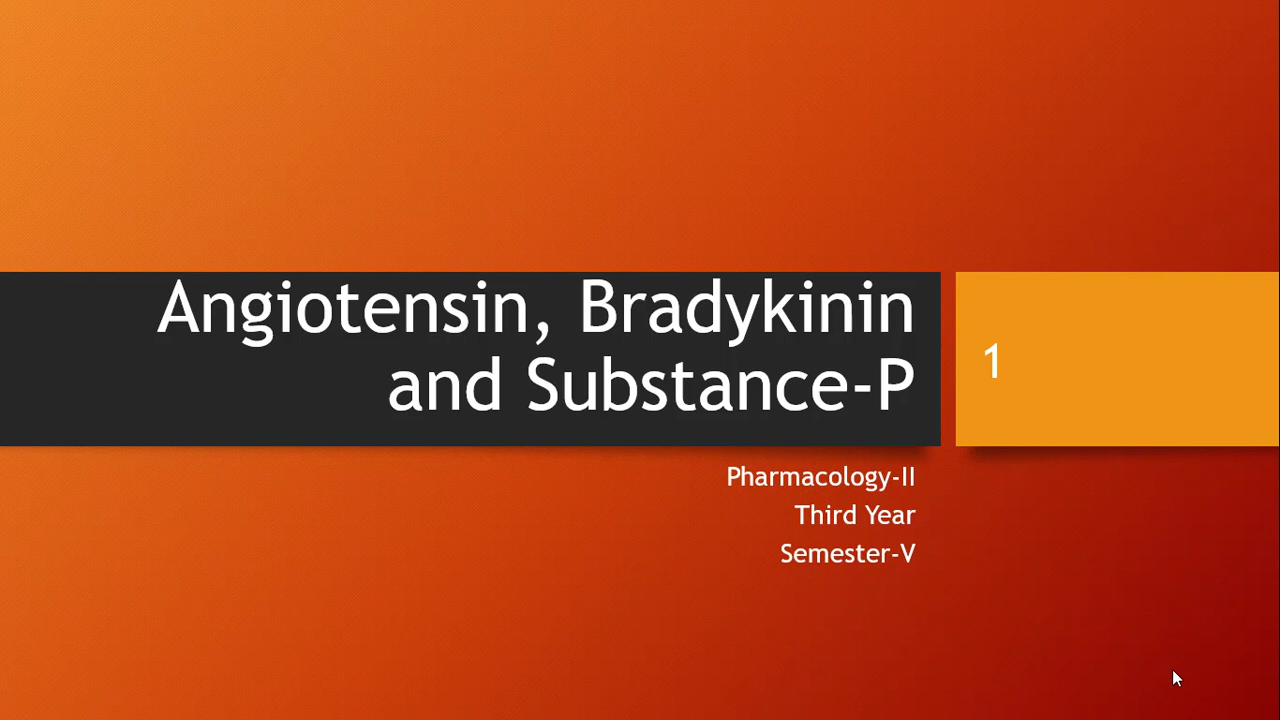 Angiotensin, Bradykinin
and Substance-P
1
Pharmacology-II
Third Year
Semester-V